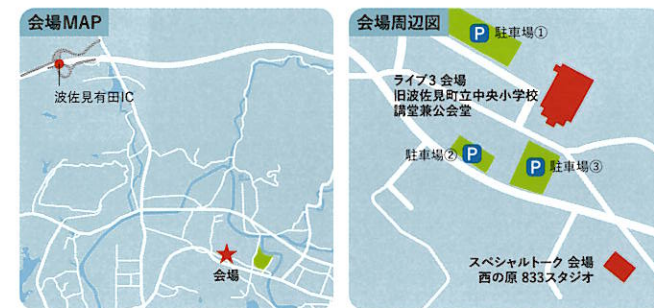 会場MAP
波佐見有田IC
会場
会場周辺図
P 駐車場①
ライブ3 会場
旧波佐見町立中央小学校
講堂兼公会堂
駐車場② P
P 駐車場③
スペシャルトーク 会場
西の原 833スタジオ